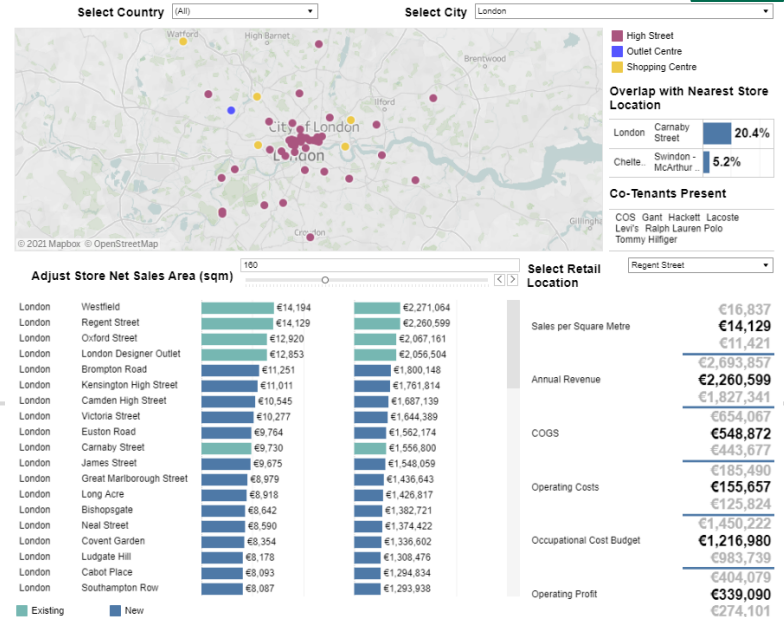 Select Country (All)
Select City London
Watford
High Barnet
Brentwood
Ilford
City of London
London
Croydon
Gillingha
© 2021 Mapbox © OpenStreetMap
High Street
Outlet Centre
Shopping Centre
Overlap with Nearest Store
Location
London Carnaby Street 20.4%
Chelte.. Swindon - McArthur .. 5.2%
Co-Tenants Present
COS Gant Hackett Lacoste
Levi's Ralph Lauren Polo
Tommy Hilfiger
Adjust Store Net Sales Area (sqm) 160
London Westfield €14,194 €2,271,064
London Regent Street €14,129 €2,260,599
London Oxford Street €12,920 €2,067,161
London London Designer Outlet €12,853 €2,056,504
London Brompton Road €11,251 €1,800,148
London Kensington High Street €11,011 €1,761,814
London Camden High Street €10,545 €1,687,139
London Victoria Street €10,277 €1,644,389
London Euston Road €9,764 €1,562,174
London Carnaby Street €9,730 €1,556,800
London James Street €9,675 €1,548,059
London Great Marlborough Street €8,979 €1,436,643
London Long Acre €8,918 €1,426,817
London Bishopsgate €8,642 €1,382,721
London Neal Street €8,590 €1,374,422
London Covent Garden €8,354 €1,336,602
London Ludgate Hill €8,178 €1,308,476
London Cabot Place €8,093 €1,294,834
London Southampton Row €8,087 €1,293,938
Existing New
Select Retail
Location
Regent Street
€16,837
Sales per Square Metre €14,129
€11,421
€2,693,857
Annual Revenue €2,260,599
€1,827,341
€654,067
COGS €548,872
€443,677
€185,490
Operating Costs €155,657
€125,824
€1,450,222
Occupational Cost Budget €1,216,980
€983,739
€404,079
Operating Profit €339,090
€274,101